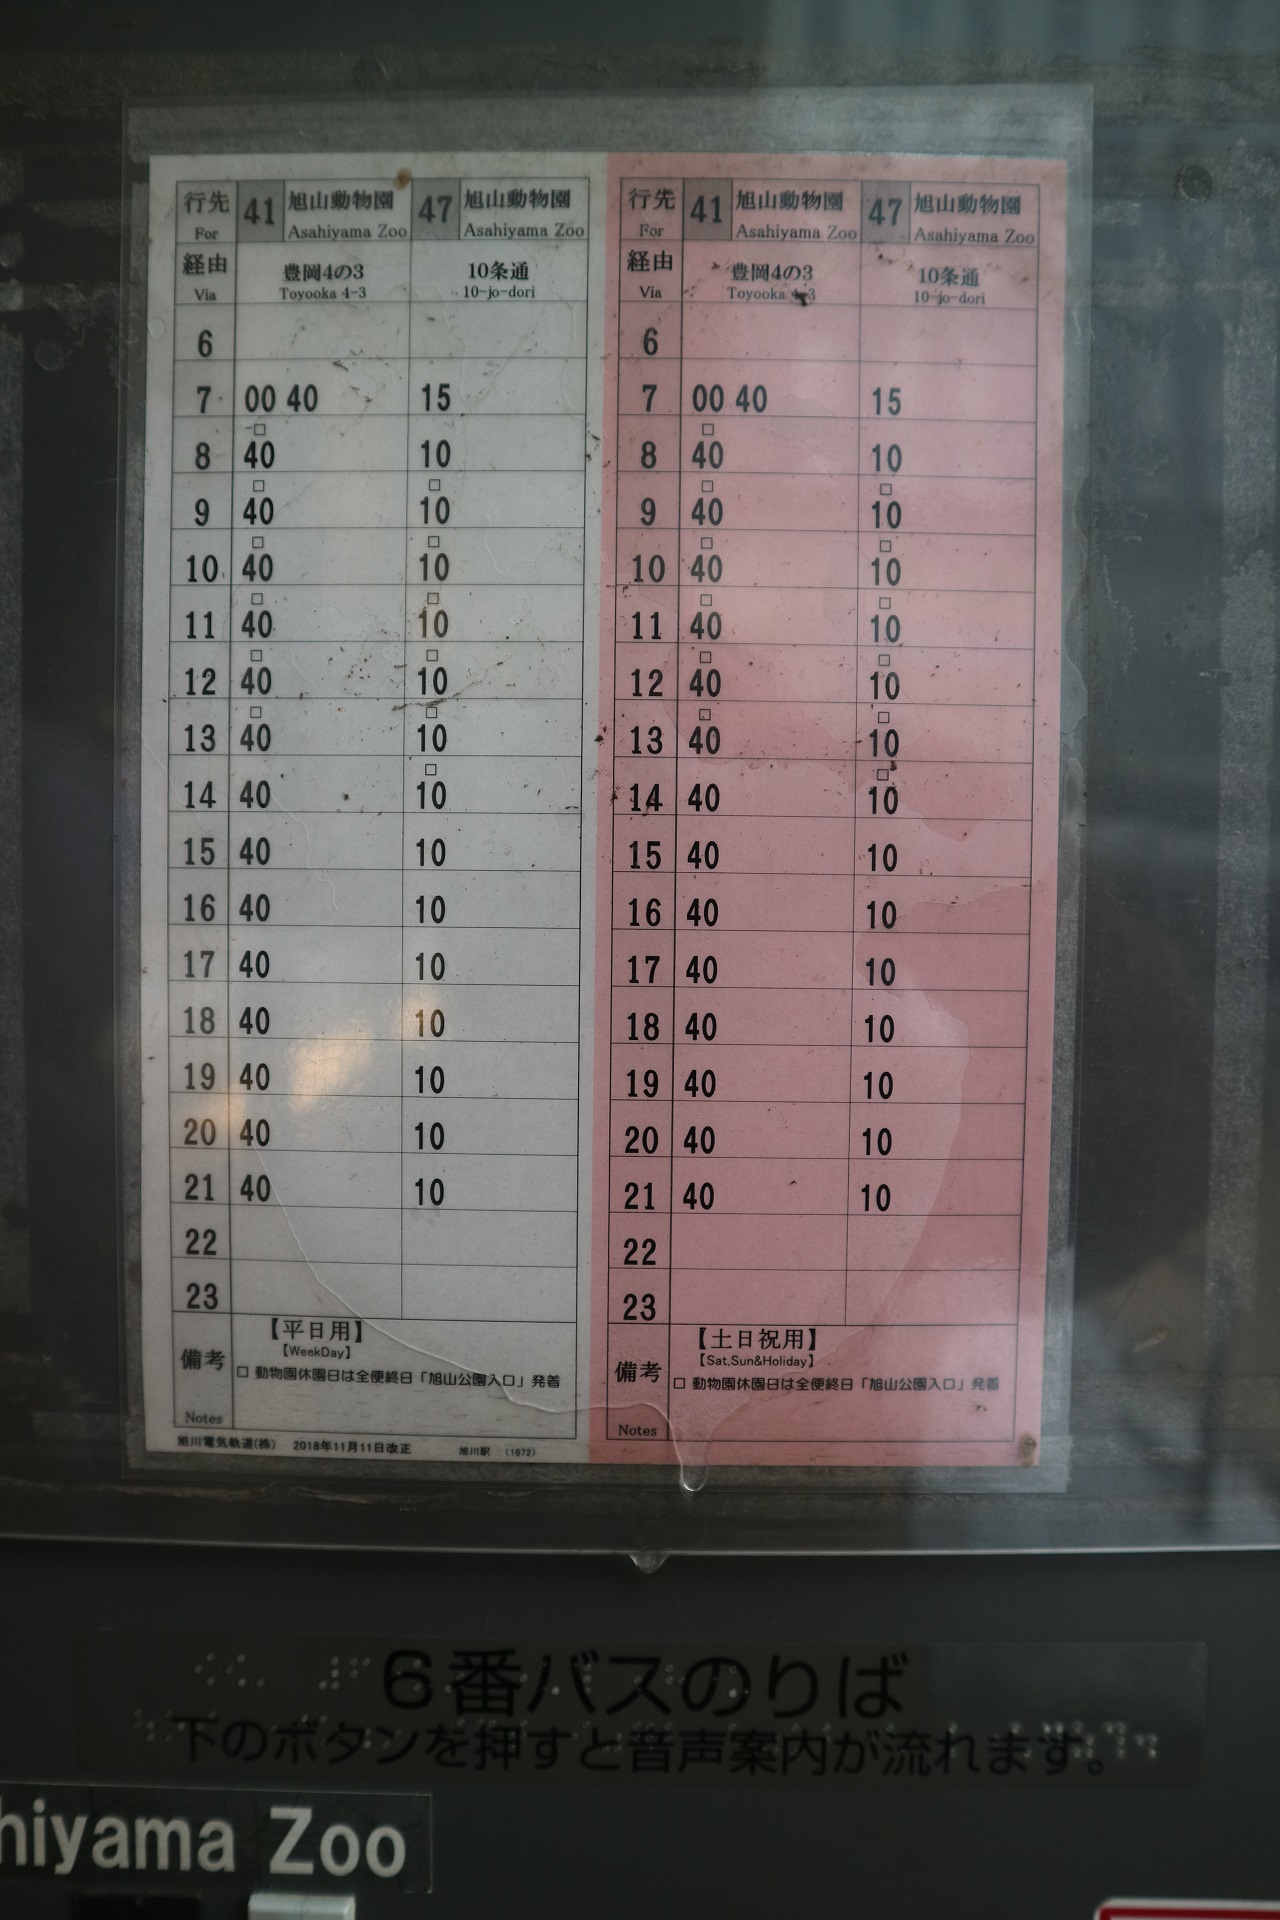 行先 41 旭山動物園 47 旭山動物園
For Asahiyama Zoo Asahiyama Zoo
経由 豊岡4の3 10条通
Via Toyooka 4-3 10-jo-dori
6
7 00 40 15
□
8 40 10
□ □
9 40 10
□ □
10 40 10
□ □
11 40 10
□ □
12 40 10
□ □
13 40 10
□
14 40 10
15 40 10
16 40 10
17 40 10
18 40 10
19 40 10
20 40 10
21 40 10
22
23
【平日用】
【WeekDay】
備考 □ 動物園休園日は全便終日「旭山公園入口」発着
Notes
旭川電気軌道(株) 2018年11月11日改正 旭川駅 (1672)
行先 41 旭山動物園 47 旭山動物園
For Asahiyama Zoo Asahiyama Zoo
経由 豊岡4の3 10条通
Via Toyooka 4-3 10-jo-dori
6
7 00 40 15
□
8 40 10
□ □
9 40 10
□ □
10 40 10
□ □
11 40 10
□ □
12 40 10
□ □
13 40 10
□
14 40 10
15 40 10
16 40 10
17 40 10
18 40 10
19 40 10
20 40 10
21 40 10
22
23
【土日祝用】
【Sat,Sun&Holiday】
備考 □ 動物園休園日は全便終日「旭山公園入口」発着
Notes
6番バスのりば
下のボタンを押すと音声案内が流れます。
hiyama Zoo